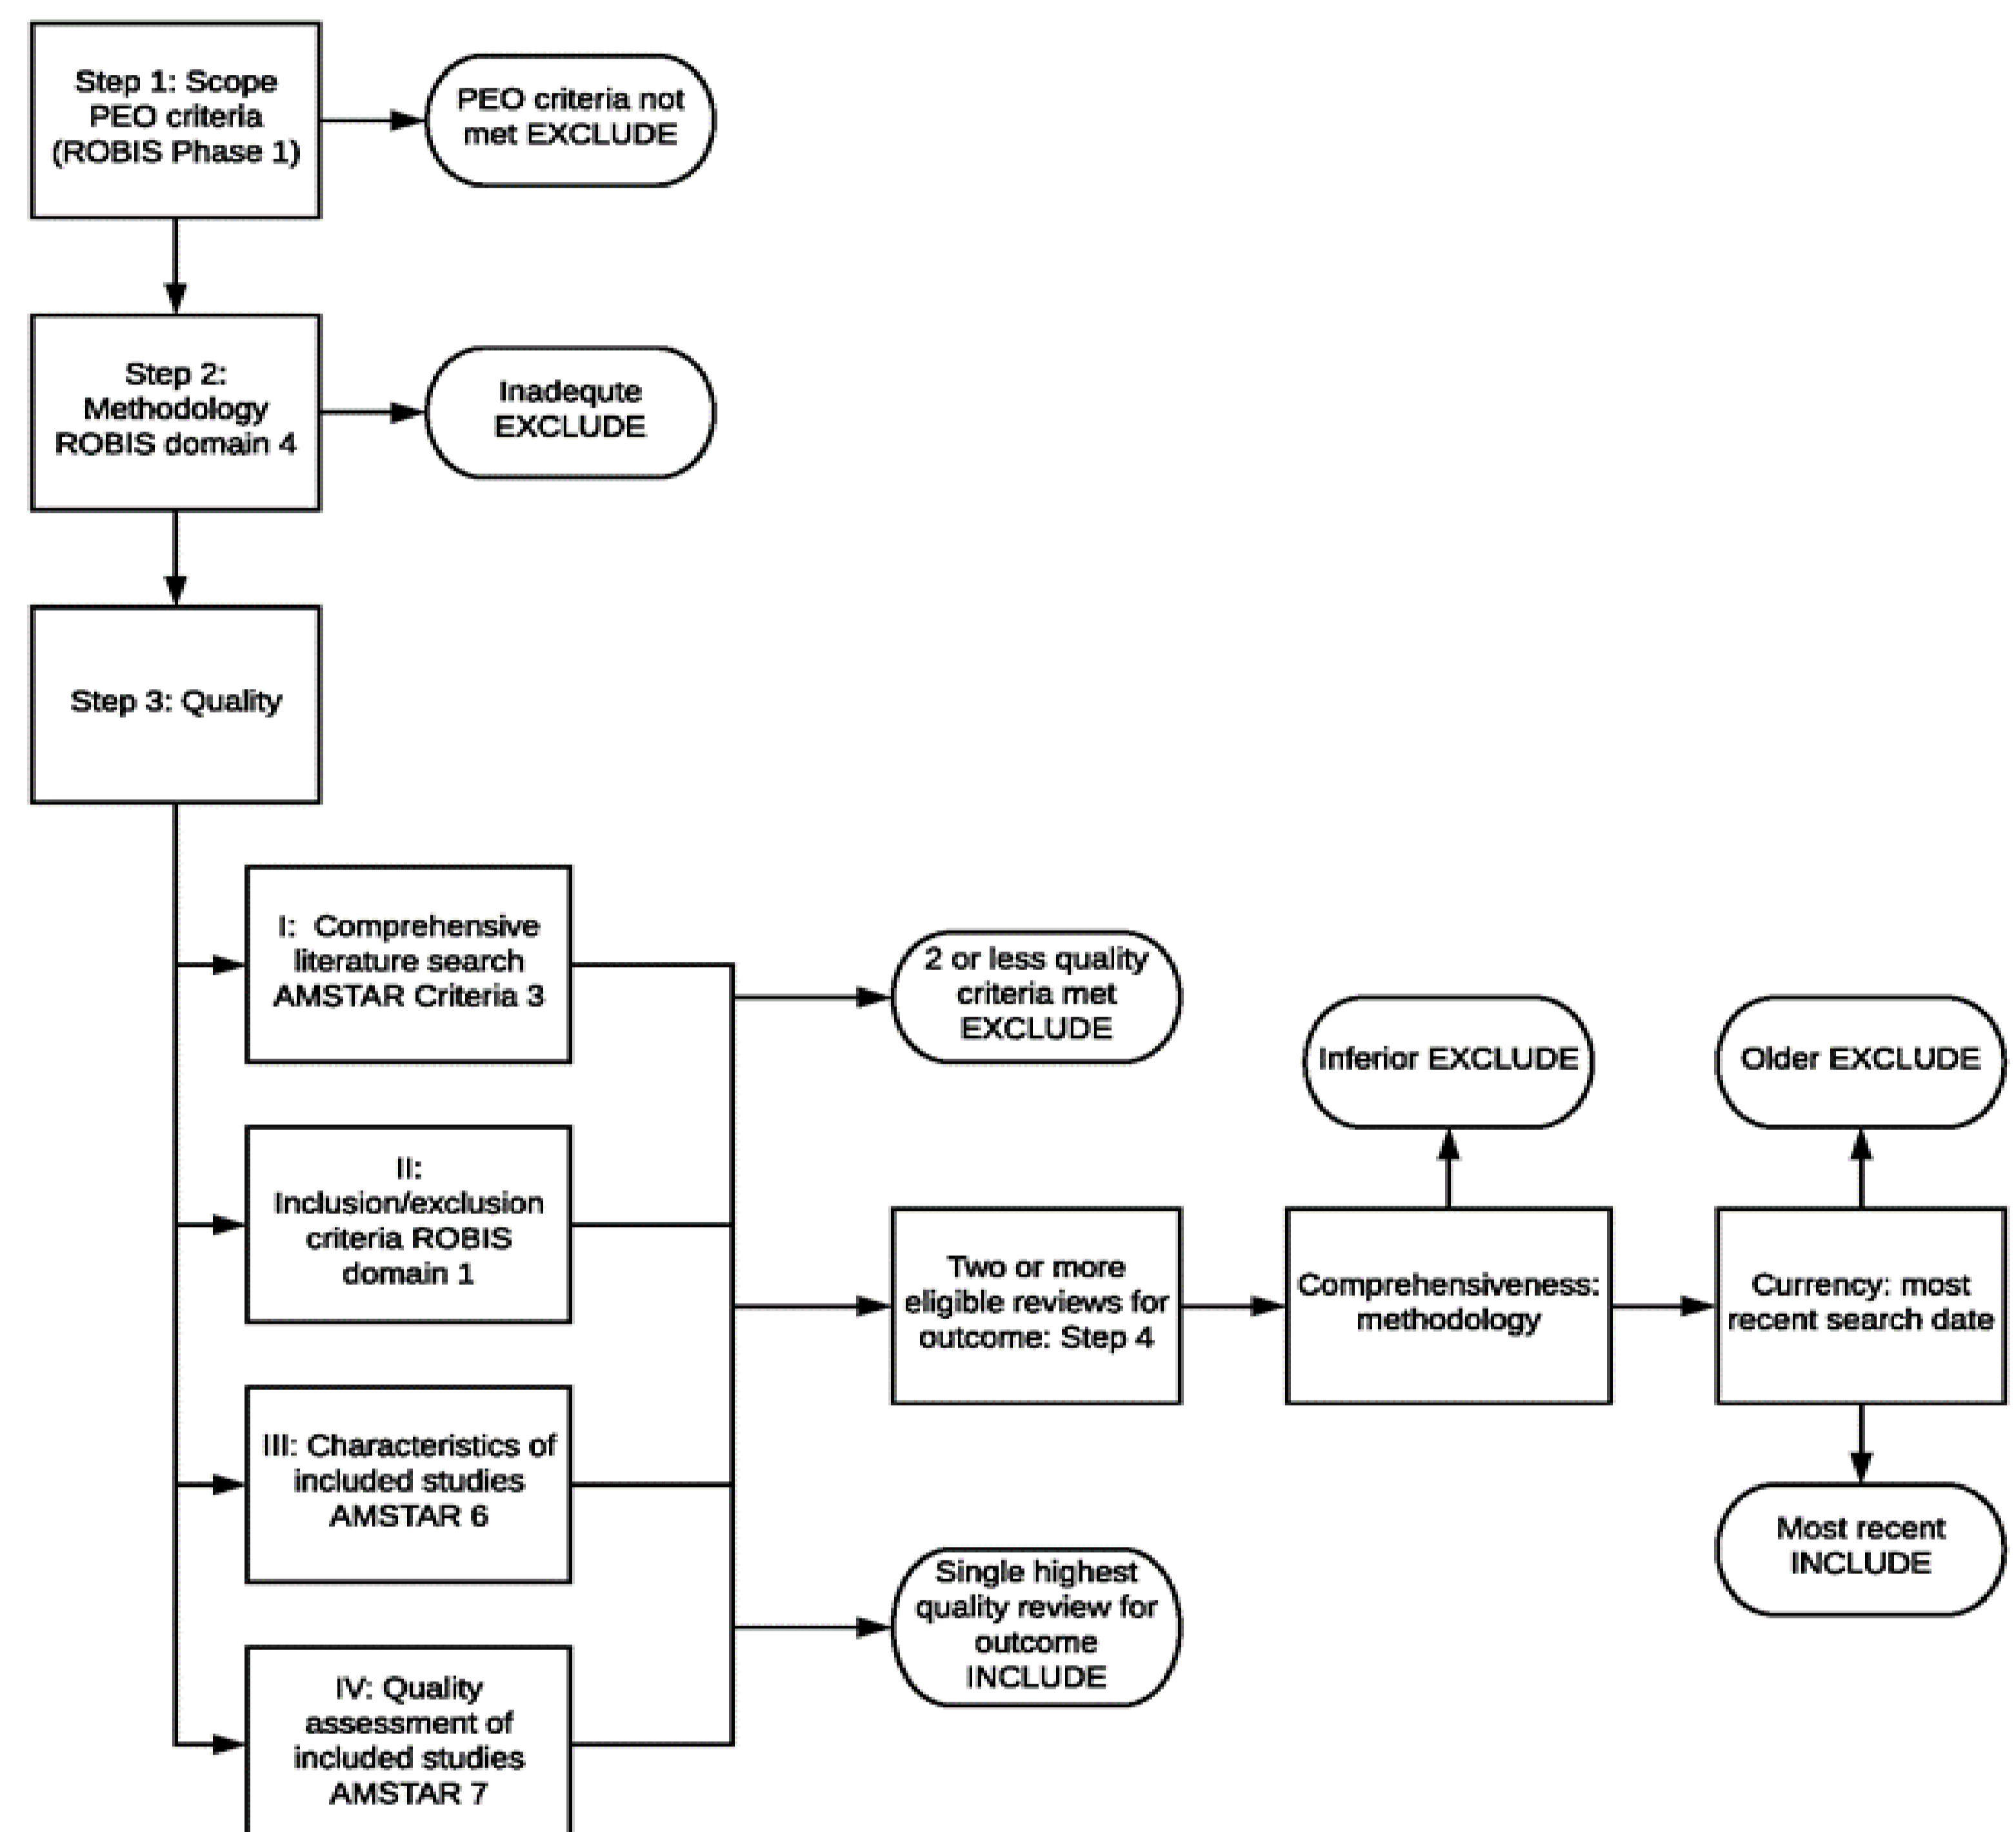 Step 1: Scope
PEO criteria
(ROBIS Phase 1)
PEO criteria not
met EXCLUDE
Step 2:
Methodology
ROBIS domain 4
Inadequte
EXCLUDE
Step 3: Quality
I: Comprehensive
literature search
AMSTAR Criteria 3
2 or less quality
criteria met
EXCLUDE
Inferior EXCLUDE
Older EXCLUDE
II:
Inclusion/exclusion
criteria ROBIS
domain 1
Two or more
eligible reviews for
outcome: Step 4
Comprehensiveness:
methodology
Currency: most
recent search date
III: Characteristics of
included studies
AMSTAR 6
Single highest
quality review for
outcome
INCLUDE
Most recent
INCLUDE
IV: Quality
assessment of
included studies
AMSTAR 7